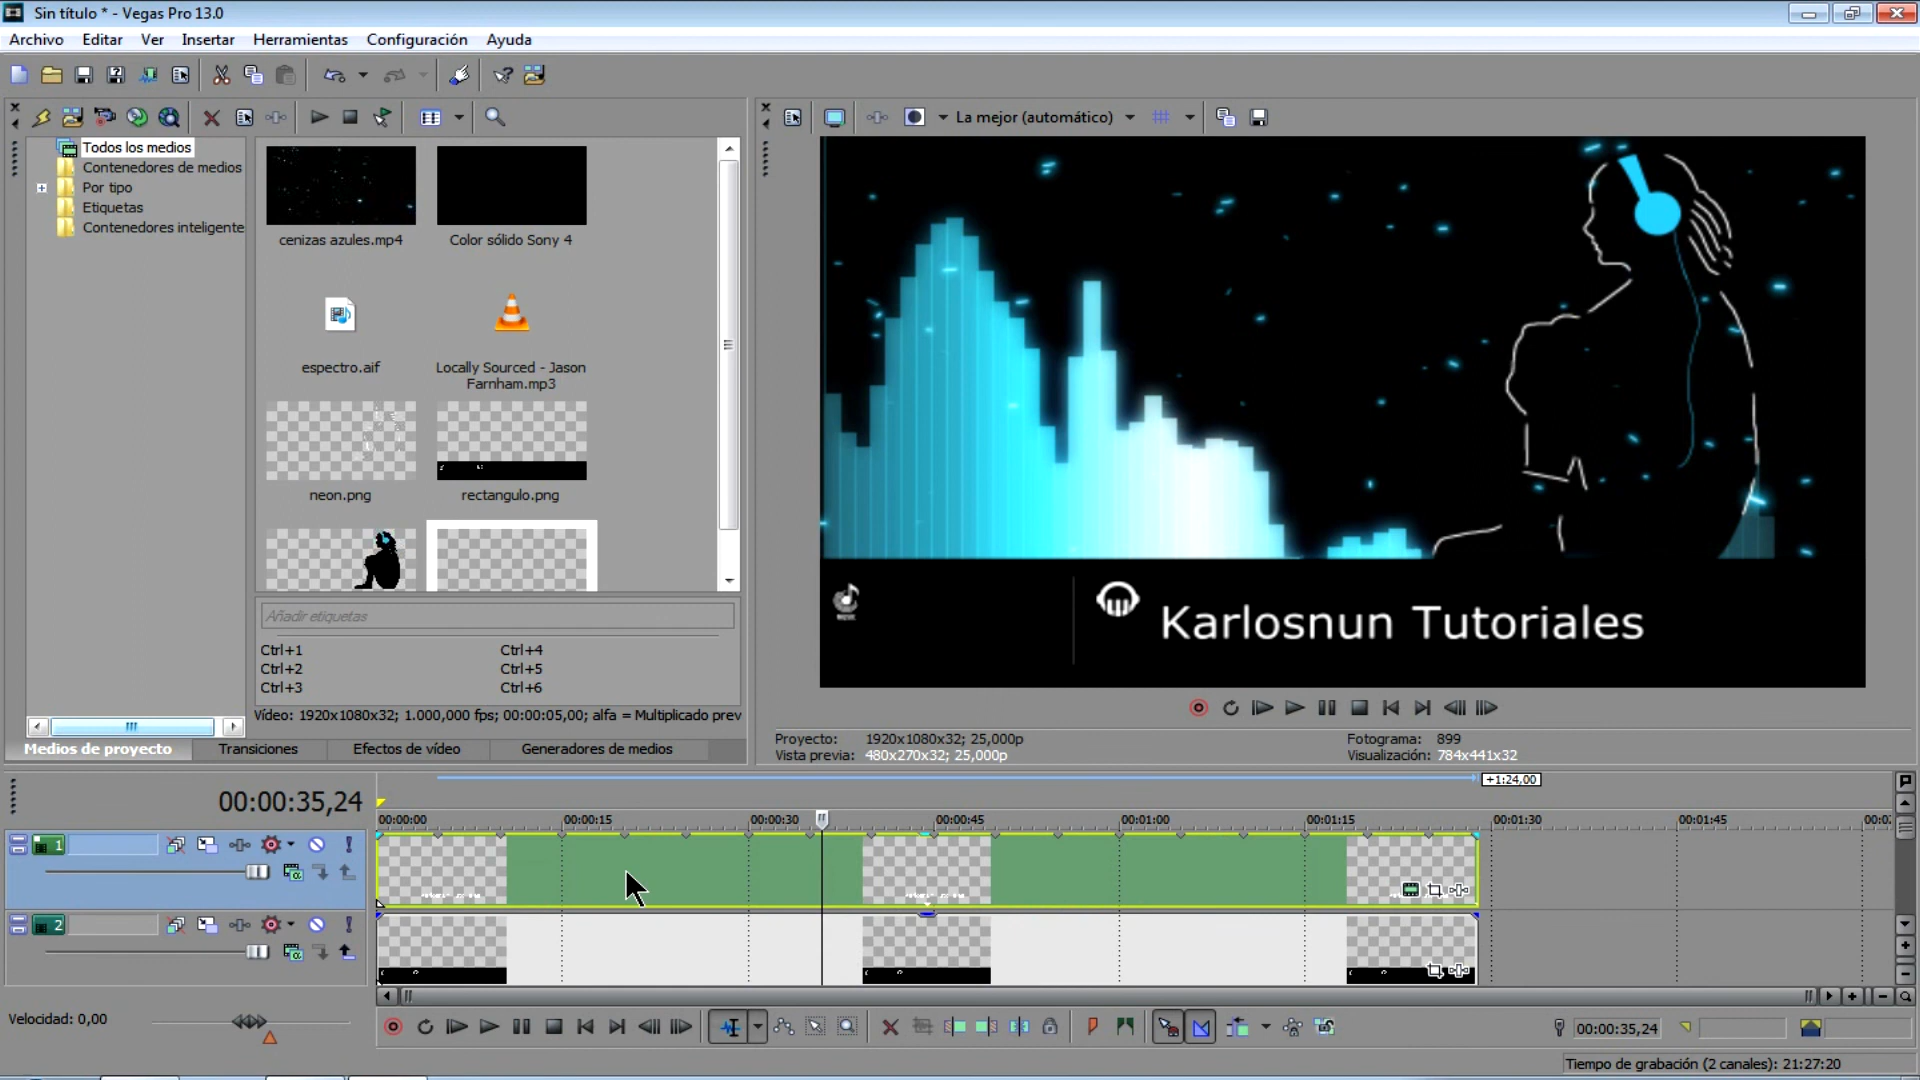 Sin título * - Vegas Pro 13.0
Archivo Editar Ver Insertar Herramientas Configuración Ayuda
La mejor (automático)
Todos los medios
Contenedores de medios
Por tipo
Etiquetas
Contenedores inteligente
cenizas azules.mp4
Color sólido Sony 4
espectro.aif
Locally Sourced - Jason
Farnham.mp3
neon.png
rectangulo.png
Añadir etiquetas
Ctrl+1 Ctrl+4
Ctrl+2 Ctrl+5
Ctrl+3 Ctrl+6
Vídeo: 1920x1080x32; 1.000,000 fps; 00:00:05,00; alfa = Multiplicado prev
Medios de proyecto Transiciones Efectos de vídeo Generadores de medios
Karlosnun Tutoriales
Proyecto: 1920x1080x32; 25,000p
Vista previa: 480x270x32; 25,000p
Fotograma: 899
Visualización: 784x441x32
+1:24,00
00:00:35,24
00:00:00 00:00:15 00:00:30 00:00:45 00:01:00 00:01:15 00:01:30 00:01:45
1
2
Velocidad: 0,00
00:00:35,24
Tiempo de grabación (2 canales): 21:27:20